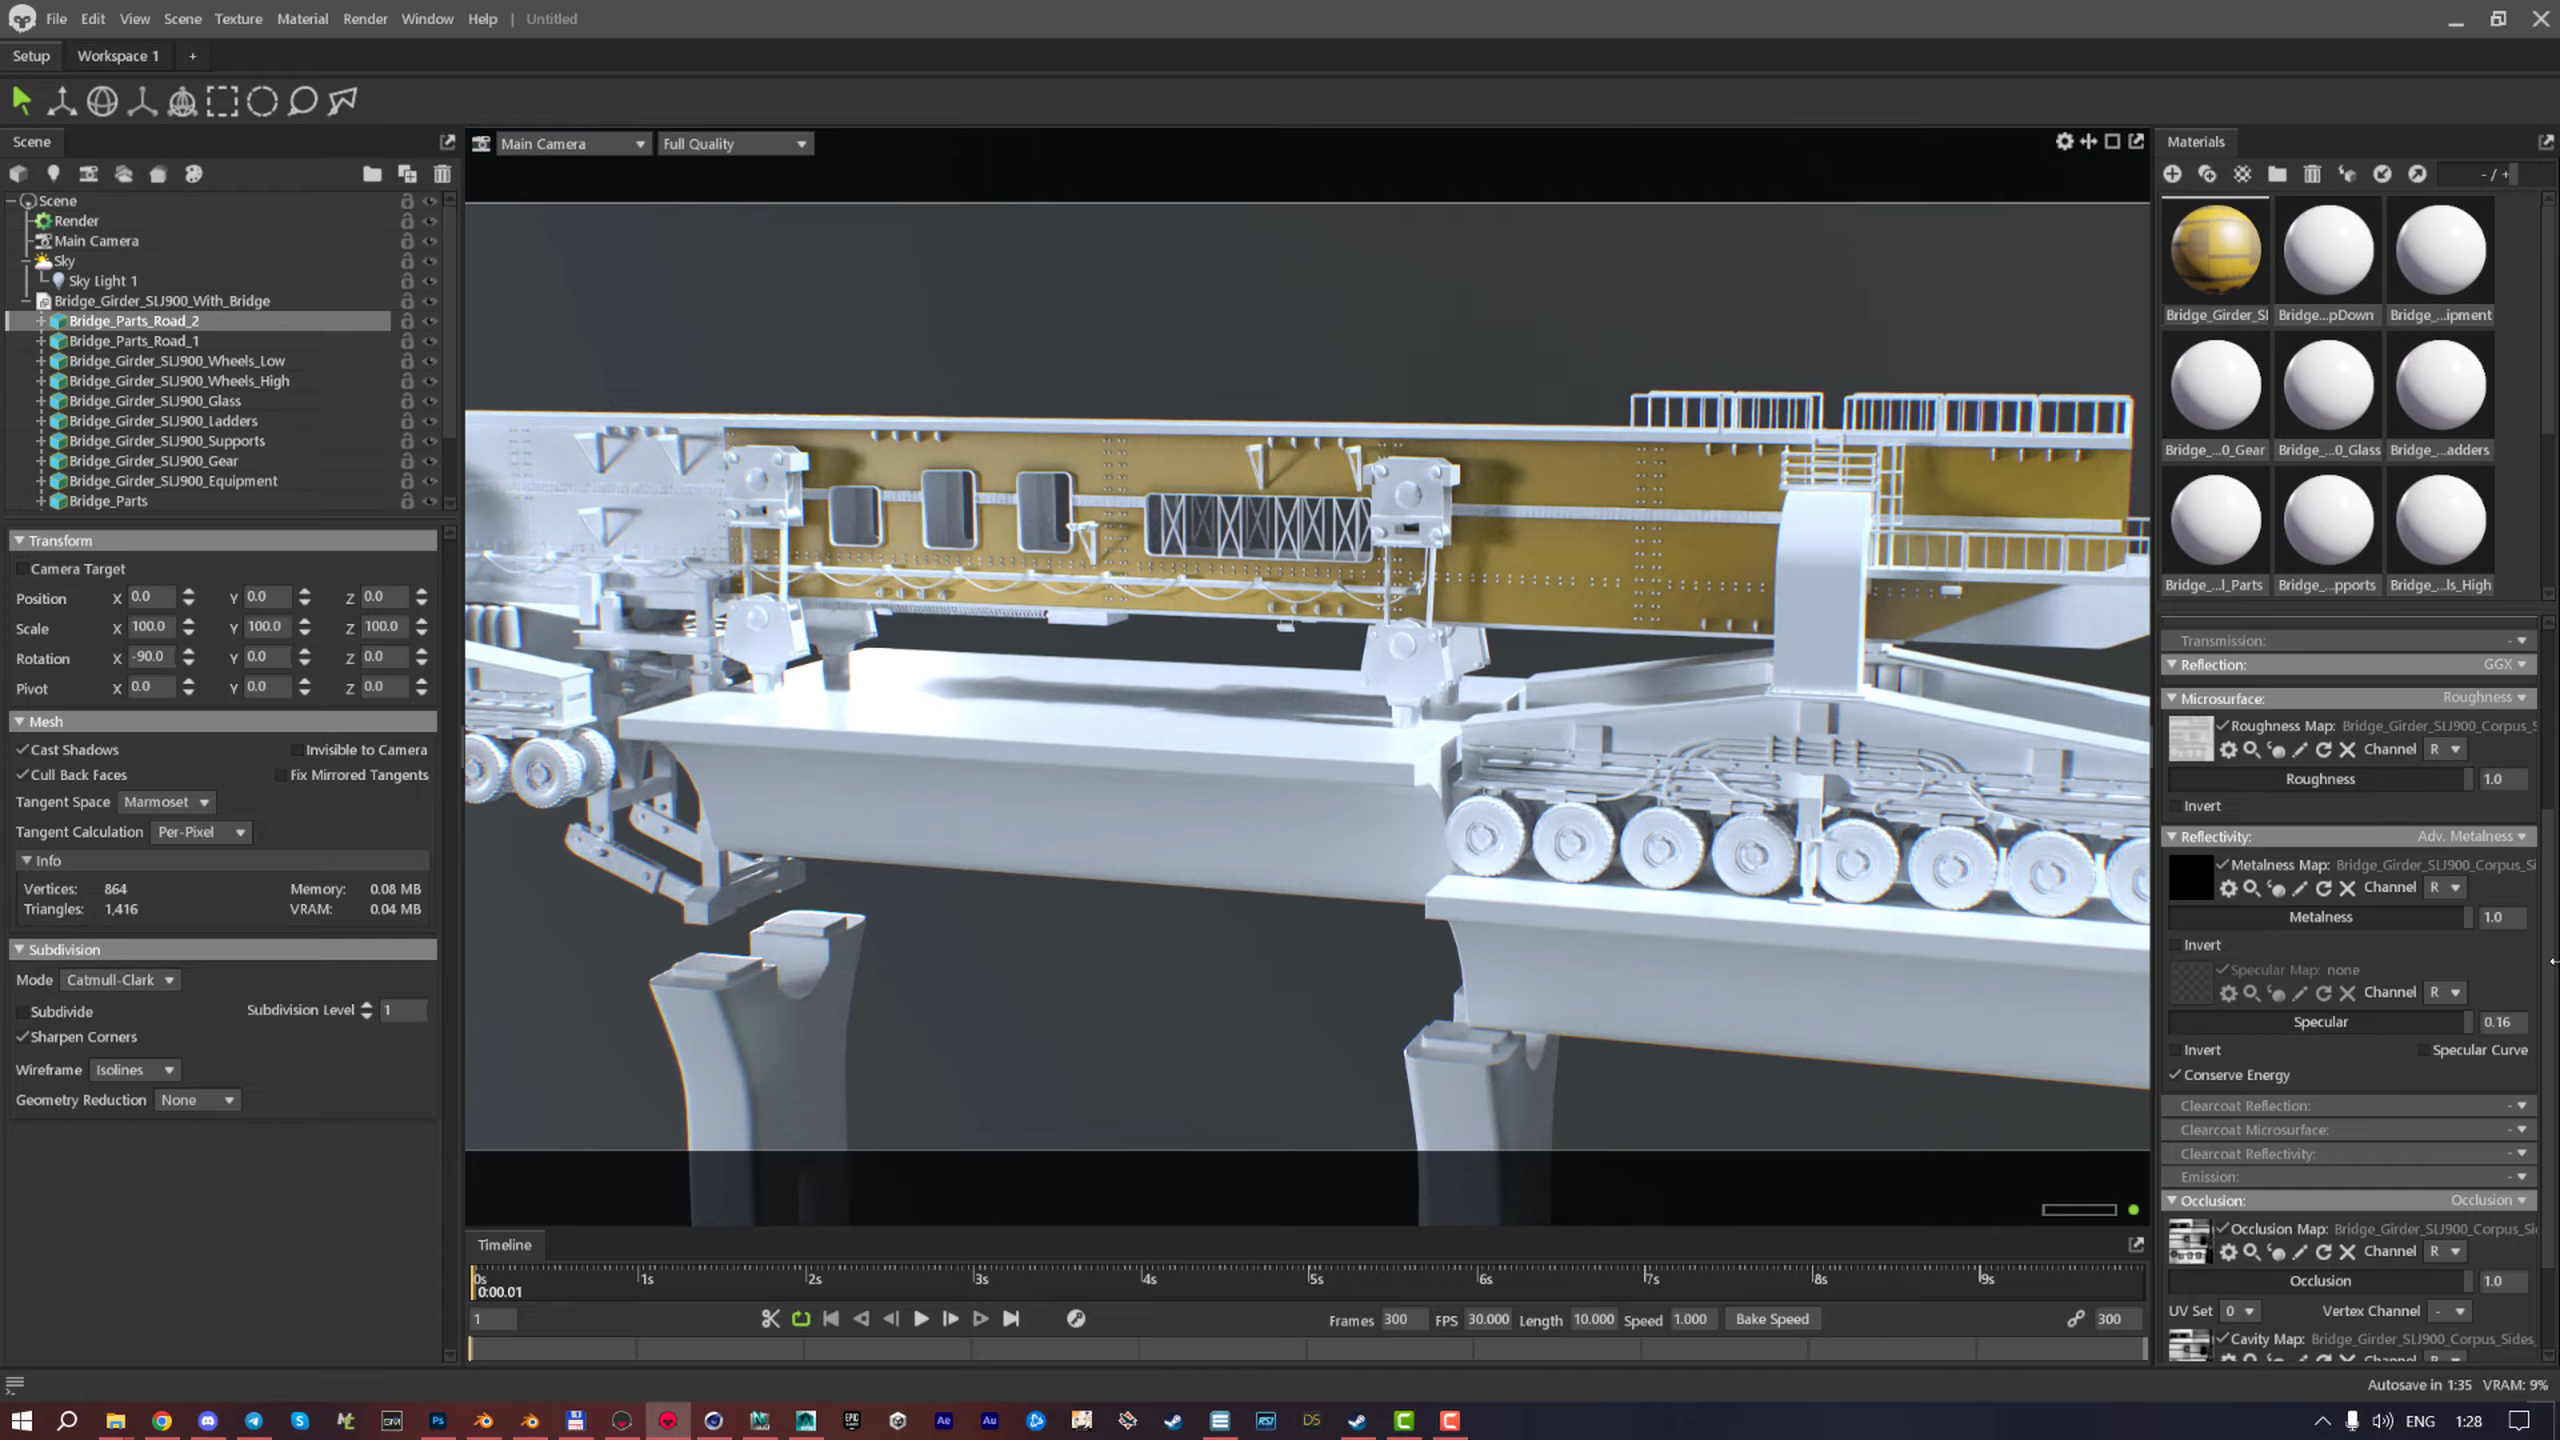 File Edit View Scene Texture Material Render Window Help | Untitled
Setup Workspace 1 +
Scene
Main Camera Full Quality
Materials
- / +
Scene
Render
Main Camera
Sky
Sky Light 1
Bridge_Girder_SLJ900_With_Bridge
Bridge_Parts_Road_2
Bridge_Parts_Road_1
Bridge_Girder_SLJ900_Wheels_Low
Bridge_Girder_SLJ900_Wheels_High
Bridge_Girder_SLJ900_Glass
Bridge_Girder_SLJ900_Ladders
Bridge_Girder_SLJ900_Supports
Bridge_Girder_SLJ900_Gear
Bridge_Girder_SLJ900_Equipment
Bridge_Parts
Transform
Camera Target
Position X 0.0 Y 0.0 Z 0.0
Scale X 100.0 Y 100.0 Z 100.0
Rotation X -90.0 Y 0.0 Z 0.0
Pivot X 0.0 Y 0.0 Z 0.0
Mesh
Cast Shadows Invisible to Camera
Cull Back Faces Fix Mirrored Tangents
Tangent Space Marmoset
Tangent Calculation Per-Pixel
Info
Vertices: 864 Memory: 0.08 MB
Triangles: 1,416 VRAM: 0.04 MB
Subdivision
Mode Catmull-Clark
Subdivide Subdivision Level 1
Sharpen Corners
Wireframe Isolines
Geometry Reduction None
Bridge_Girder_Sl Bridge...pDown Bridge_...ipment
Bridge_...0_Gear Bridge_...0_Glass Bridge_...adders
Bridge_...l_Parts Bridge_...pports Bridge_...ls_High
Transmission: -
Reflection: GGX
Microsurface: Roughness
Roughness Map: Bridge_Girder_SLJ900_Corpus_S
Channel R
Roughness 1.0
Invert
Reflectivity: Adv. Metalness
Metalness Map: Bridge_Girder_SLJ900_Corpus_Si
Channel R
Metalness 1.0
Invert
Specular Map: none
Channel R
Specular 0.16
Invert Specular Curve
Conserve Energy
Clearcoat Reflection: -
Clearcoat Microsurface: -
Clearcoat Reflectivity: -
Emission: -
Occlusion: Occlusion
Occlusion Map: Bridge_Girder_SLJ900_Corpus_Si
Channel R
Occlusion 1.0
UV Set 0 Vertex Channel -
Cavity Map: Bridge_Girder_SLJ900_Corpus_Sides_
Timeline
0s 1s 2s 3s 4s 5s 6s 7s 8s 9s
0:00.01
1 Frames 300 FPS 30.000 Length 10.000 Speed 1.000 Bake Speed 300
Autosave in 1:35 VRAM: 9%
Ps EPIC GAMES Ae Au RSI DS ENG 1:28